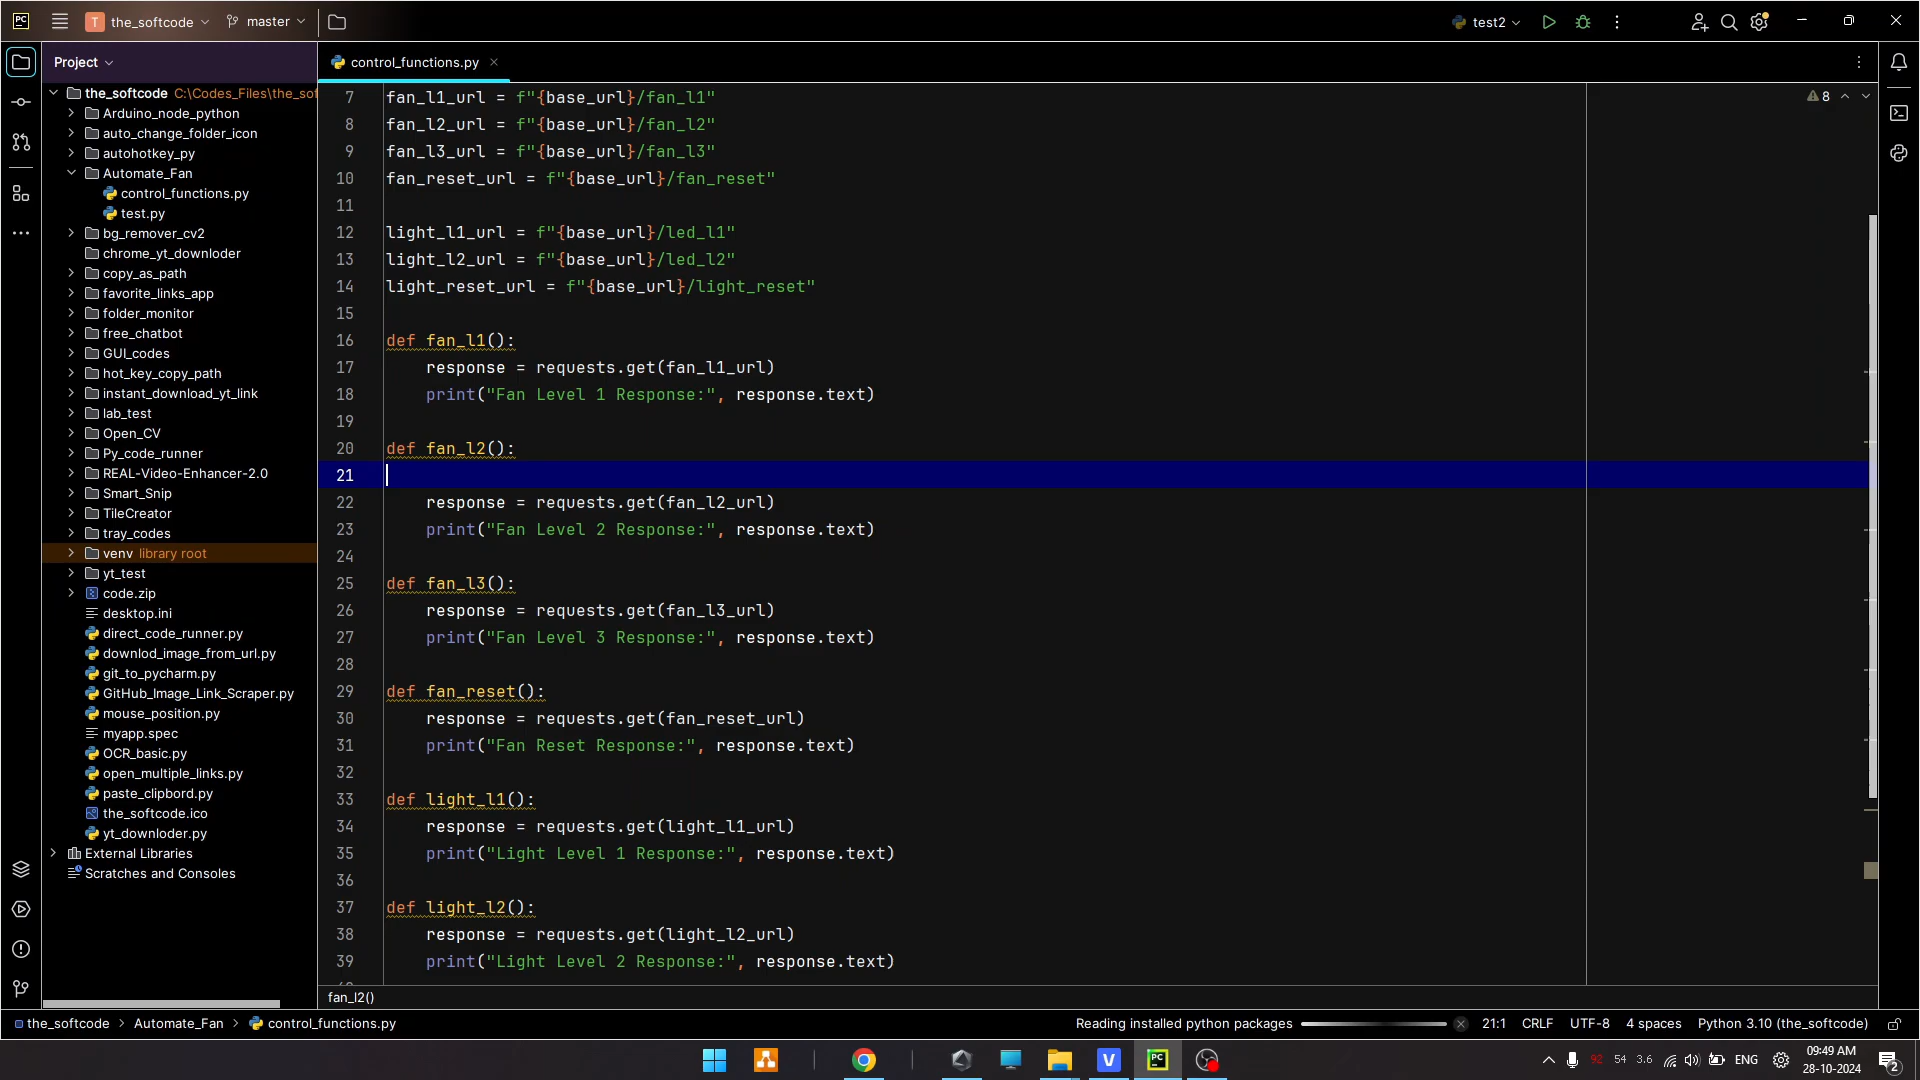 PC
T the_softcode
master
test2
Project
control_functions.py
the_softcode C:\Codes_Files\the_sof
Arduino_node_python
auto_change_folder_icon
autohotkey_py
Automate_Fan
control_functions.py
test.py
bg_remover_cv2
chrome_yt_downloder
copy_as_path
favorite_links_app
folder_monitor
free_chatbot
GUI_codes
hot_key_copy_path
instant_download_yt_link
lab_test
Open_CV
Py_code_runner
REAL-Video-Enhancer-2.0
Smart_Snip
TileCreator
tray_codes
venv library root
yt_test
code.zip
desktop.ini
direct_code_runner.py
downlod_image_from_url.py
git_to_pycharm.py
GitHub_Image_Link_Scraper.py
mouse_position.py
myapp.spec
OCR_basic.py
open_multiple_links.py
paste_clipbord.py
the_softcode.ico
yt_downloder.py
External Libraries
Scratches and Consoles
8
7 fan_l1_url = f"{base_url}/fan_l1"
8 fan_l2_url = f"{base_url}/fan_l2"
9 fan_l3_url = f"{base_url}/fan_l3"
10 fan_reset_url = f"{base_url}/fan_reset"
11
12 light_l1_url = f"{base_url}/led_l1"
13 light_l2_url = f"{base_url}/led_l2"
14 light_reset_url = f"{base_url}/light_reset"
15
16 def fan_l1():
17 response = requests.get(fan_l1_url)
18 print("Fan Level 1 Response:", response.text)
19
20 def fan_l2():
21
22 response = requests.get(fan_l2_url)
23 print("Fan Level 2 Response:", response.text)
24
25 def fan_l3():
26 response = requests.get(fan_l3_url)
27 print("Fan Level 3 Response:", response.text)
28
29 def fan_reset():
30 response = requests.get(fan_reset_url)
31 print("Fan Reset Response:", response.text)
32
33 def light_l1():
34 response = requests.get(light_l1_url)
35 print("Light Level 1 Response:", response.text)
36
37 def light_l2():
38 response = requests.get(light_l2_url)
39 print("Light Level 2 Response:", response.text)
fan_l2()
the_softcode > Automate_Fan > control_functions.py
Reading installed python packages
21:1 CRLF UTF-8 4 spaces Python 3.10 (the_softcode)
V PC
92 54 3.6 ENG
09:49 AM
28-10-2024
2